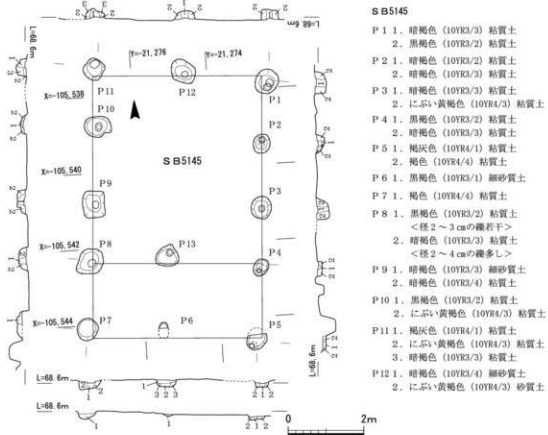 L=68.6m
Y=-21,276
Y=-21,274
X=-105,538
P11
P12
P1
P10
P2
SB5145
X=-105,540
P9
P3
X=-105,542
P8
P13
P4
X=-105,544
P7
P6
P5
L=68.6m
L=68.6m
L=68.6m
0
2m
SB5145
P1 1. 暗褐色 (10YR3/3) 粘質土
2. 黒褐色 (10YR3/2) 粘質土
P2 1. 暗褐色 (10YR3/3) 粘質土
2. 暗褐色 (10YR3/3) 粘質土
P3 1. 暗褐色 (10YR3/3) 粘質土
2. にぶい黄褐色 (10YR4/3) 粘質土
P4 1. 黒褐色 (10YR3/2) 粘質土
2. 暗褐色 (10YR3/3) 粘質土
P5 1. 褐灰色 (10YR4/1) 粘質土
2. 褐色 (10YR4/4) 粘質土
P6 1. 黒褐色 (10YR3/1) 細砂質土
P7 1. 褐色 (10YR4/4) 粘質土
P8 1. 黒褐色 (10YR3/2) 粘質土
<径2～3㎝の礫若干>
2. 暗褐色 (10YR3/3) 粘質土
<径2～4㎝の礫多し>
P9 1. 暗褐色 (10YR3/3) 細砂質土
2. 暗褐色 (10YR3/4) 粘質土
P10 1. 黒褐色 (10YR3/2) 粘質土
2. にぶい黄褐色 (10YR4/3) 粘質土
P11 1. 褐灰色 (10YR4/1) 粘質土
2. にぶい黄褐色 (10YR4/3) 粘質土
3. 暗褐色 (10YR3/3) 粘質土
P12 1. 暗褐色 (10YR3/4) 細砂質土
2. にぶい黄褐色 (10YR4/3) 砂質土